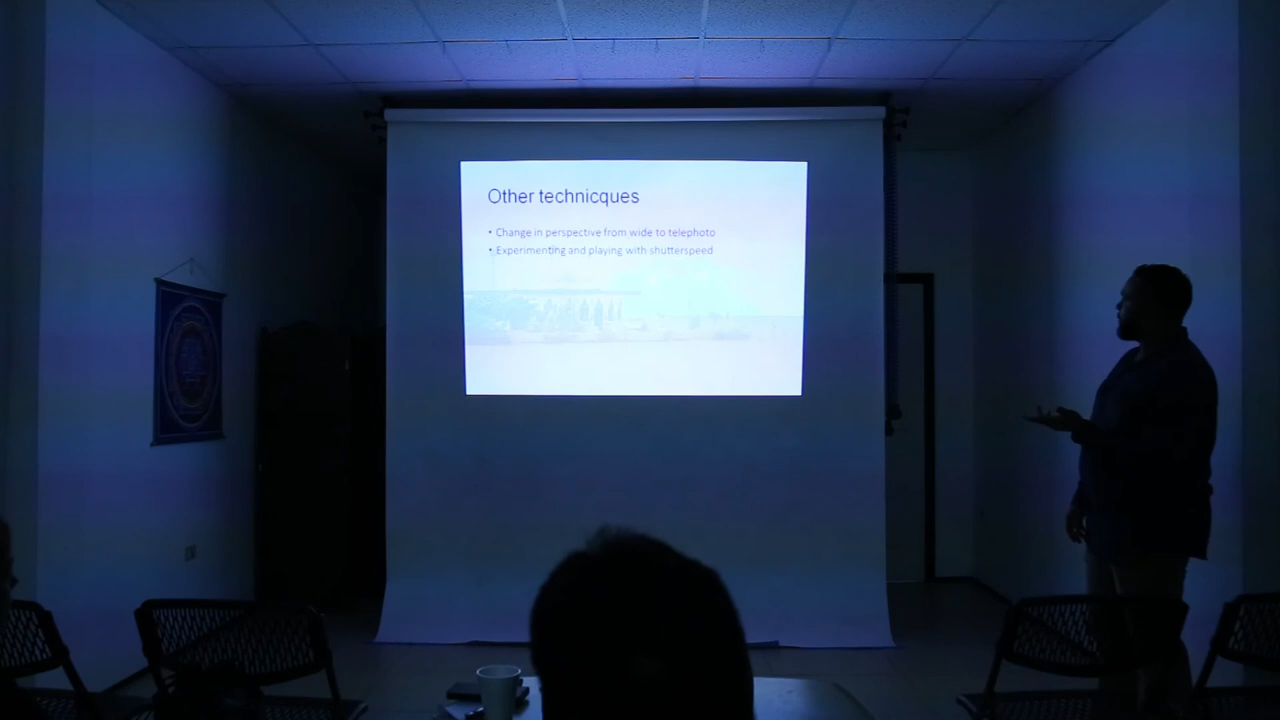 Other technicques
• Change in perspective from wide to telephoto
• Experimenting and playing with shutterspeed